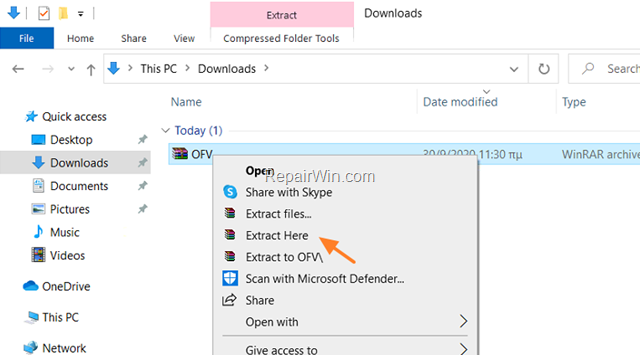 Extract
Downloads
File
Home
Share
View
Compressed Folder Tools
This PC > Downloads >
Search
Name
Date modified
Type
Quick access
Today (1)
Desktop
OFV
30/9/2020 11:30 πμ
WinRAR archive
Downloads
Open
RepairWin.com
Documents
Share with Skype
Pictures
Extract files...
Music
Extract Here
Videos
Extract to OFV\
Scan with Microsoft Defender...
OneDrive
Share
This PC
Open with
Network
Give access to